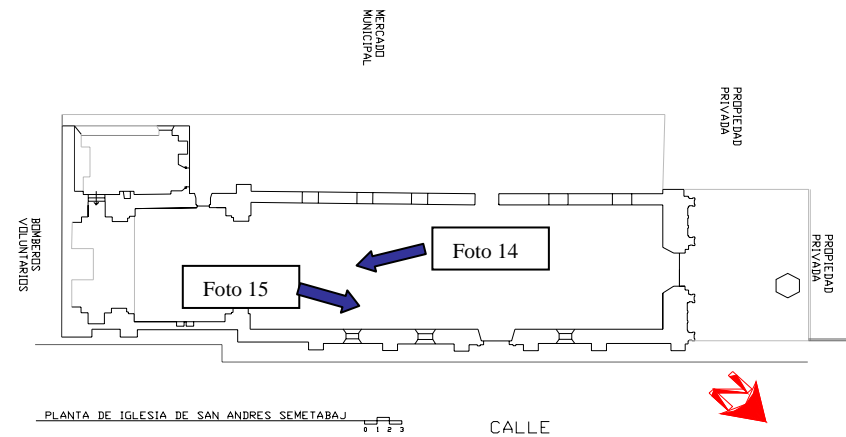 MERCADO
MUNICIPAL
PROPIEDAD
PRIVADA
BOMBEROS
VOLUNTARIOS
Foto 14
Foto 15
PROPIEDAD
PRIVADA
N
PLANTA DE IGLESIA DE SAN ANDRES SEMETABAJ
0 1 2 3
CALLE